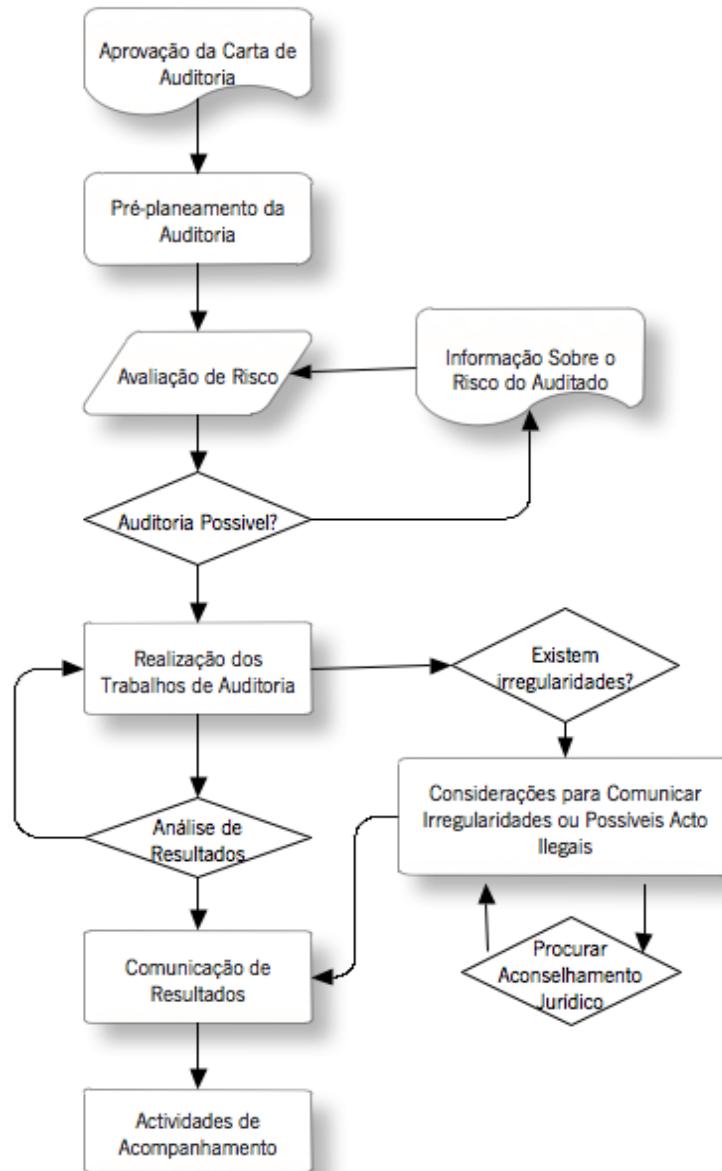 Aprovação da Carta de
Auditoria
Pré-planeamento da
Auditoria
Avaliação de Risco
Informação Sobre o
Risco do Auditado
Auditoria Possivel?
Realização dos
Trabalhos de Auditoria
Existem
irregularidades?
Considerações para Comunicar
Irregularidades ou Possíveis Acto
Ilegais
Análise de
Resultados
Procurar
Aconselhamento
Jurídico
Comunicação de
Resultados
Actividades de
Acompanhamento